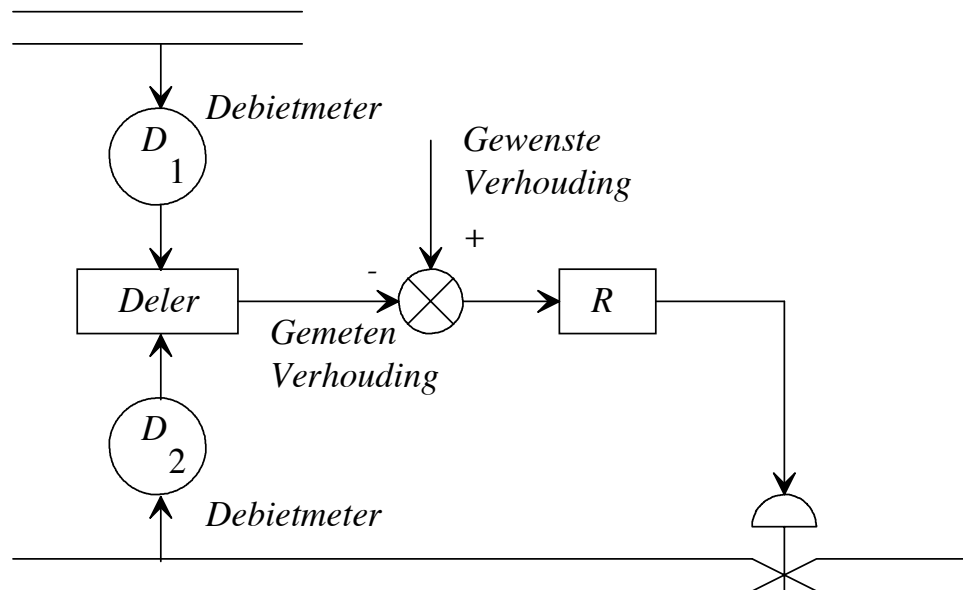 Debietmeter
D
1
Gewenste
Verhouding
+
-
Deler
R
Gemeten
Verhouding
D
2
Debietmeter